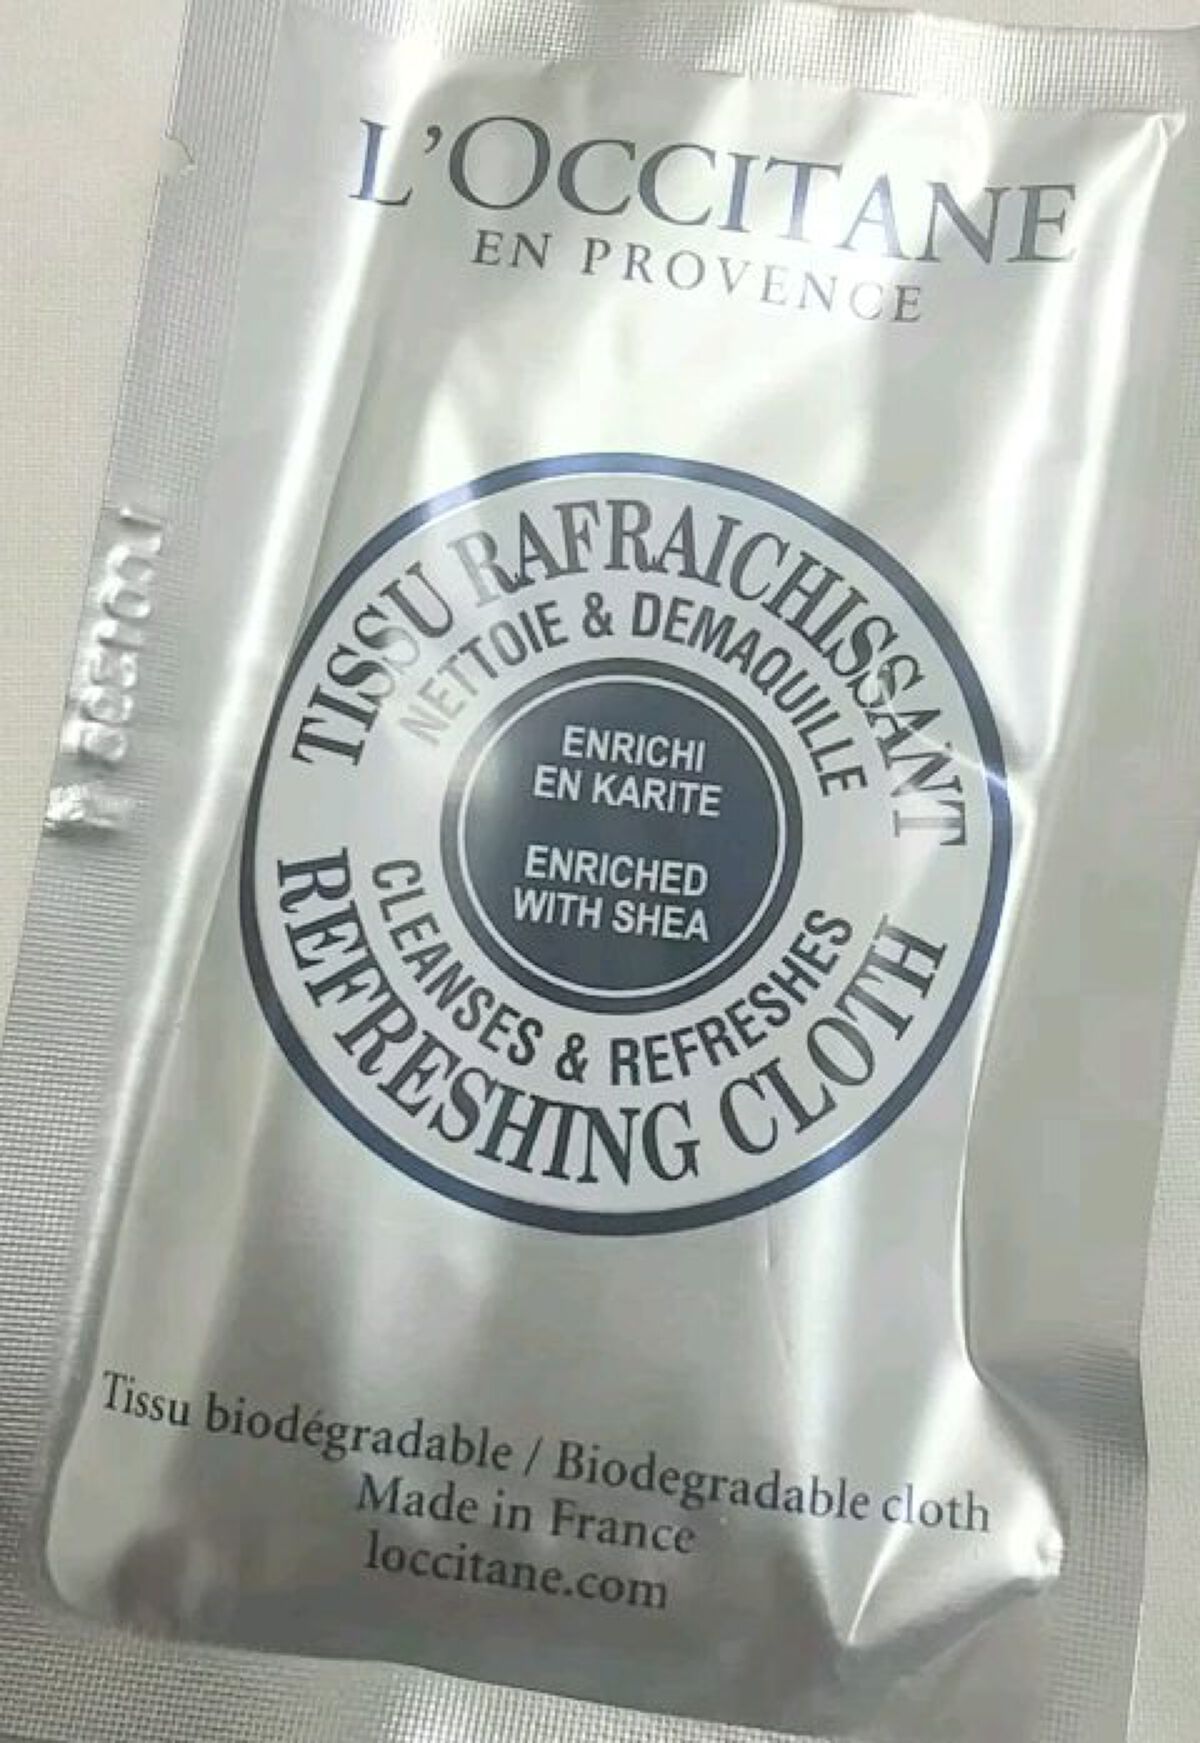 L'OCCITANE
EN PROVENCE
TISSU RAFRAICHISSANT
NETTOIE & DEMAQUILLE
ENRICHI
EN KARITE
ENRICHED
WITH SHEA
CLEANSES & REFRESHES
REFRESHING CLOTH
Tissu biodégradable / Biodegradable cloth
Made in France
loccitane.com